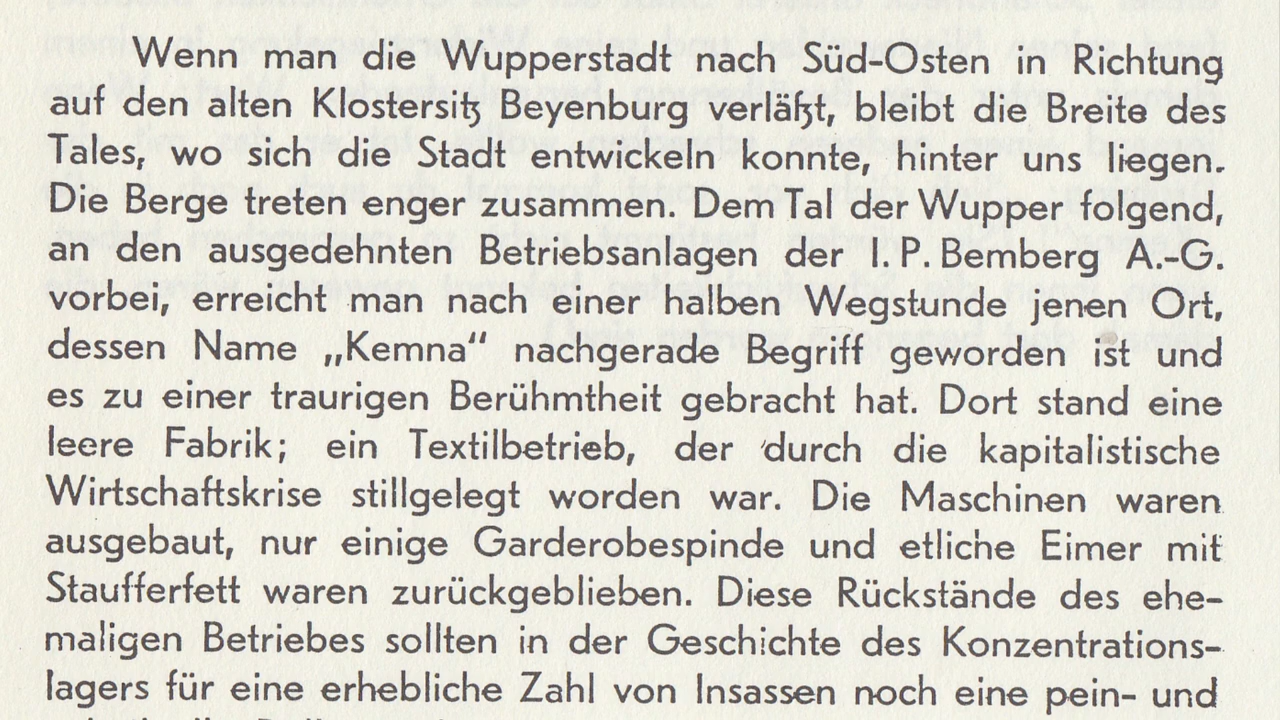 Wenn man die Wupperstadt nach Süd-Osten in Richtung
auf den alten Klostersitz Beyenburg verläßt, bleibt die Breite des
Tales, wo sich die Stadt entwickeln konnte, hinter uns liegen.
Die Berge treten enger zusammen. Dem Tal der Wupper folgend,
an den ausgedehnten Betriebsanlagen der I. P. Bemberg A.-G.
vorbei, erreicht man nach einer halben Wegstunde jenen Ort,
dessen Name „Kemna“ nachgerade Begriff geworden ist und
es zu einer traurigen Berühmtheit gebracht hat. Dort stand eine
leere Fabrik; ein Textilbetrieb, der durch die kapitalistische
Wirtschaftskrise stillgelegt worden war. Die Maschinen waren
ausgebaut, nur einige Garderobespinde und etliche Eimer mit
Staufferfett waren zurückgeblieben. Diese Rückstände des ehe-
maligen Betriebes sollten in der Geschichte des Konzentrations-
lagers für eine erhebliche Zahl von Insassen noch eine pein- und